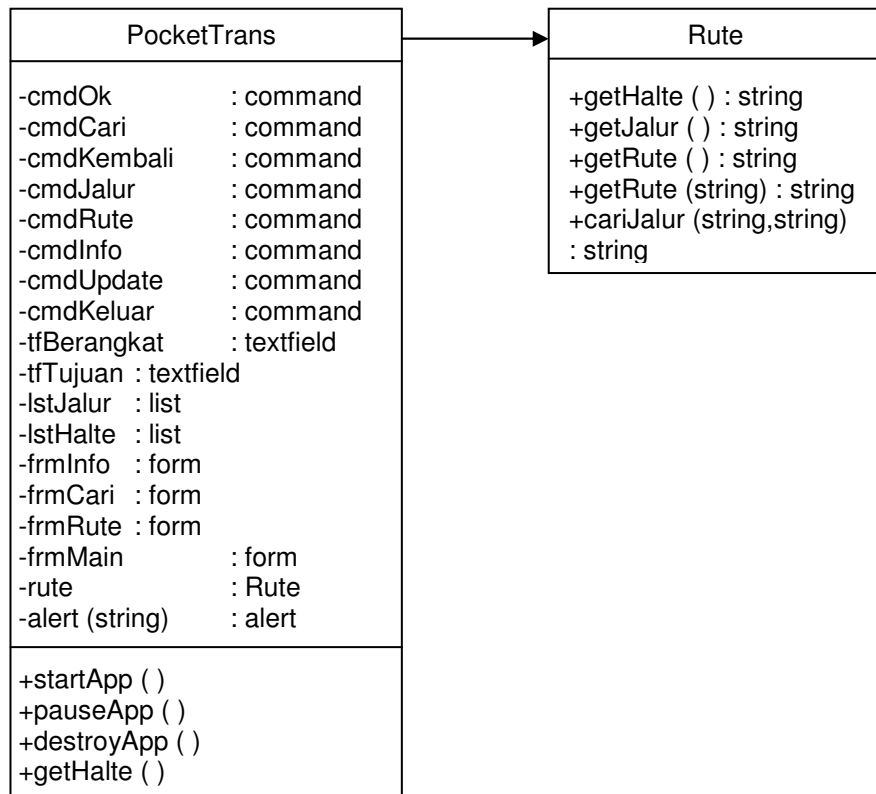 PocketTrans
-cmdOk : command
-cmdCari : command
-cmdKembali : command
-cmdJalur : command
-cmdRute : command
-cmdInfo : command
-cmdUpdate : command
-cmdKeluar : command
-tfBerangkat : textfield
-tfTujuan : textfield
-lstJalur : list
-lstHalte : list
-frmInfo : form
-frmCari : form
-frmRute : form
-frmMain : form
-rute : Rute
-alert (string) : alert
+startApp ( )
+pauseApp ( )
+destroyApp ( )
+getHalte ( )
Rute
+getHalte ( ) : string
+getJalur ( ) : string
+getRute ( ) : string
+getRute (string) : string
+cariJalur (string,string)
: string